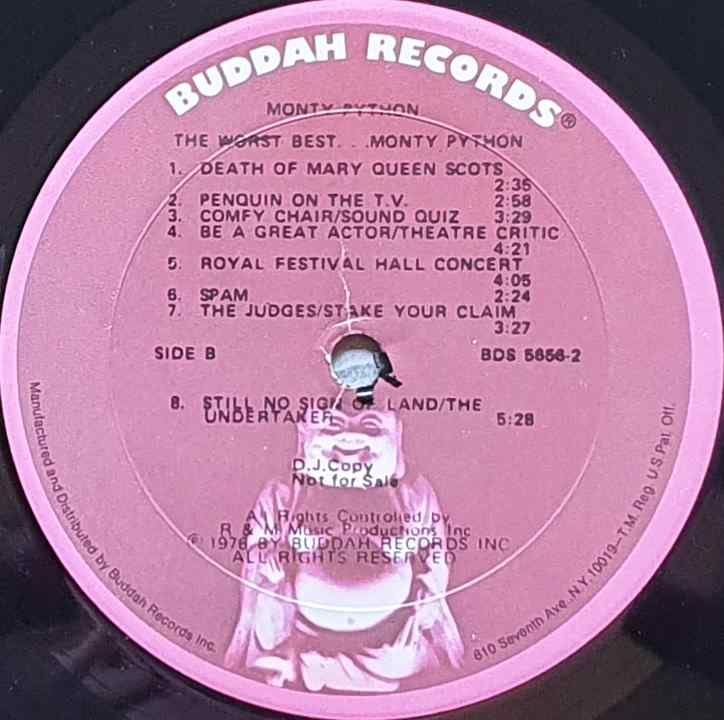 BUDDAH RECORDS®
MONTY PYTHON
THE WORST BEST. . .MONTY PYTHON
1. DEATH OF MARY QUEEN SCOTS
2:35
2. PENQUIN ON THE T.V. 2:58
3. COMFY CHAIR/SOUND QUIZ 3:29
4. BE A GREAT ACTOR/THEATRE CRITIC
4:21
5. ROYAL FESTIVAL HALL CONCERT
4:05
6. SPAM 2:24
7. THE JUDGES/STAKE YOUR CLAIM
3:27
SIDE B BDS 5656-2
8. STILL NO SIGN OF LAND/THE
UNDERTAKER 5:28
D.J.Copy
Not for Sale
All Rights Controlled by
R & M Music Productions Inc
℗ 1976 BY BUDDAH RECORDS INC
ALL RIGHTS RESERVED
Manufactured and Distributed by Buddah Records Inc.
810 Seventh Ave., N.Y. 10019--T.M. Reg. U.S. Pat. Off.